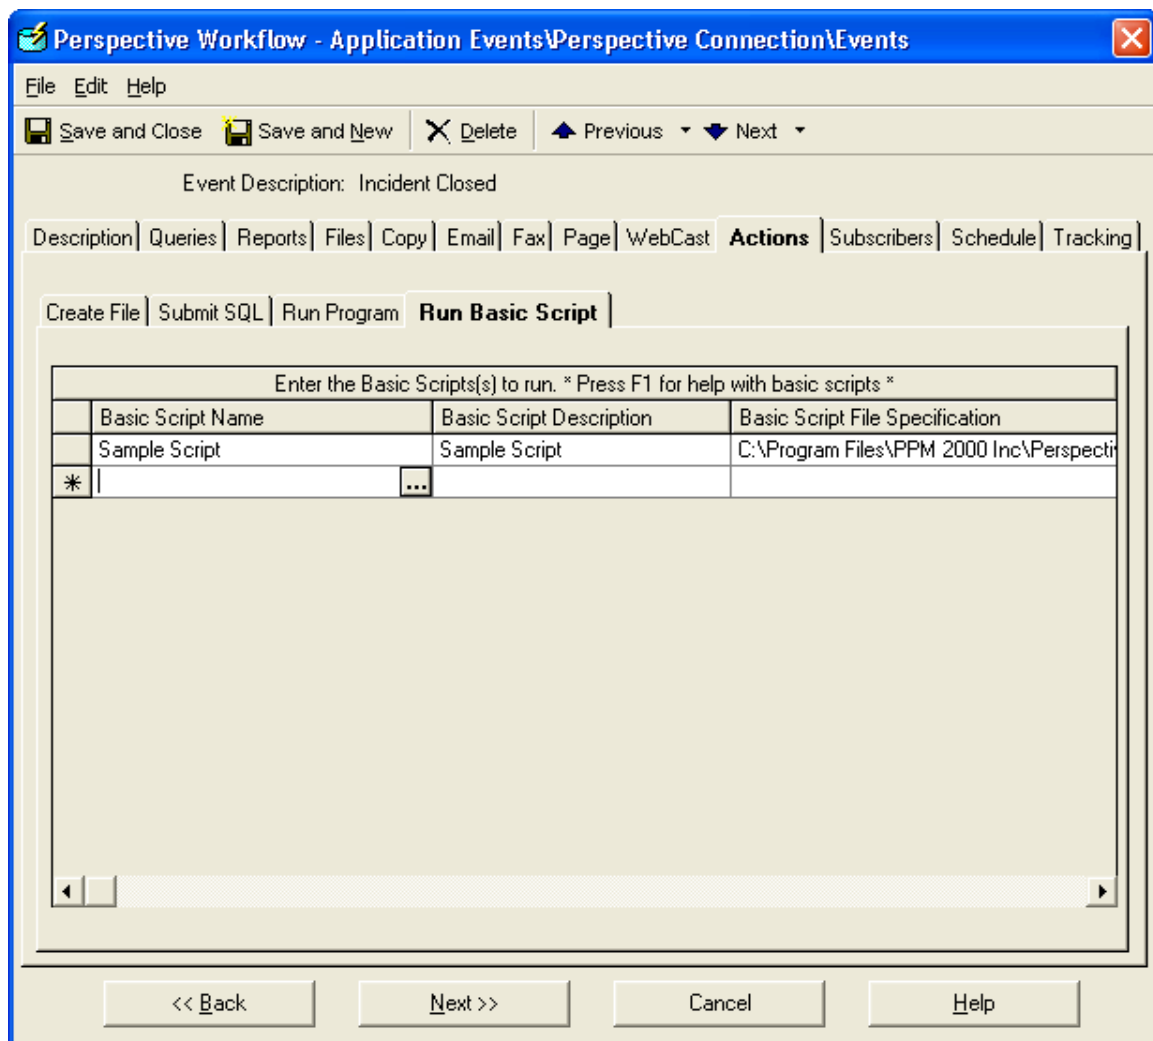 Perspective Workflow - Application Events\Perspective Connection\Events
File Edit Help
Save and Close Save and New Delete Previous Next
Event Description: Incident Closed
Description Queries Reports Files Copy Email Fax Page WebCast Actions Subscribers Schedule Tracking
Create File Submit SQL Run Program Run Basic Script
Enter the Basic Scripts(s) to run. * Press F1 for help with basic scripts *
Basic Script Name Basic Script Description Basic Script File Specification
Sample Script Sample Script C:\Program Files\PPM 2000 Inc\Perspecti
* ...
<< Back Next >> Cancel Help